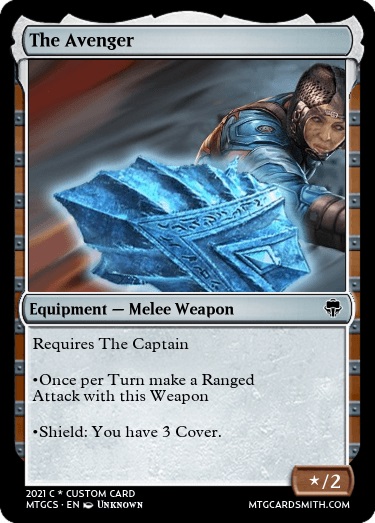 The Avenger
Equipment — Melee Weapon
Requires The Captain
•Once per Turn make a Ranged
Attack with this Weapon
•Shield: You have 3 Cover.
★/2
2021 C * CUSTOM CARD
MTGCS • EN Unknown
MTGCARDSMITH.COM